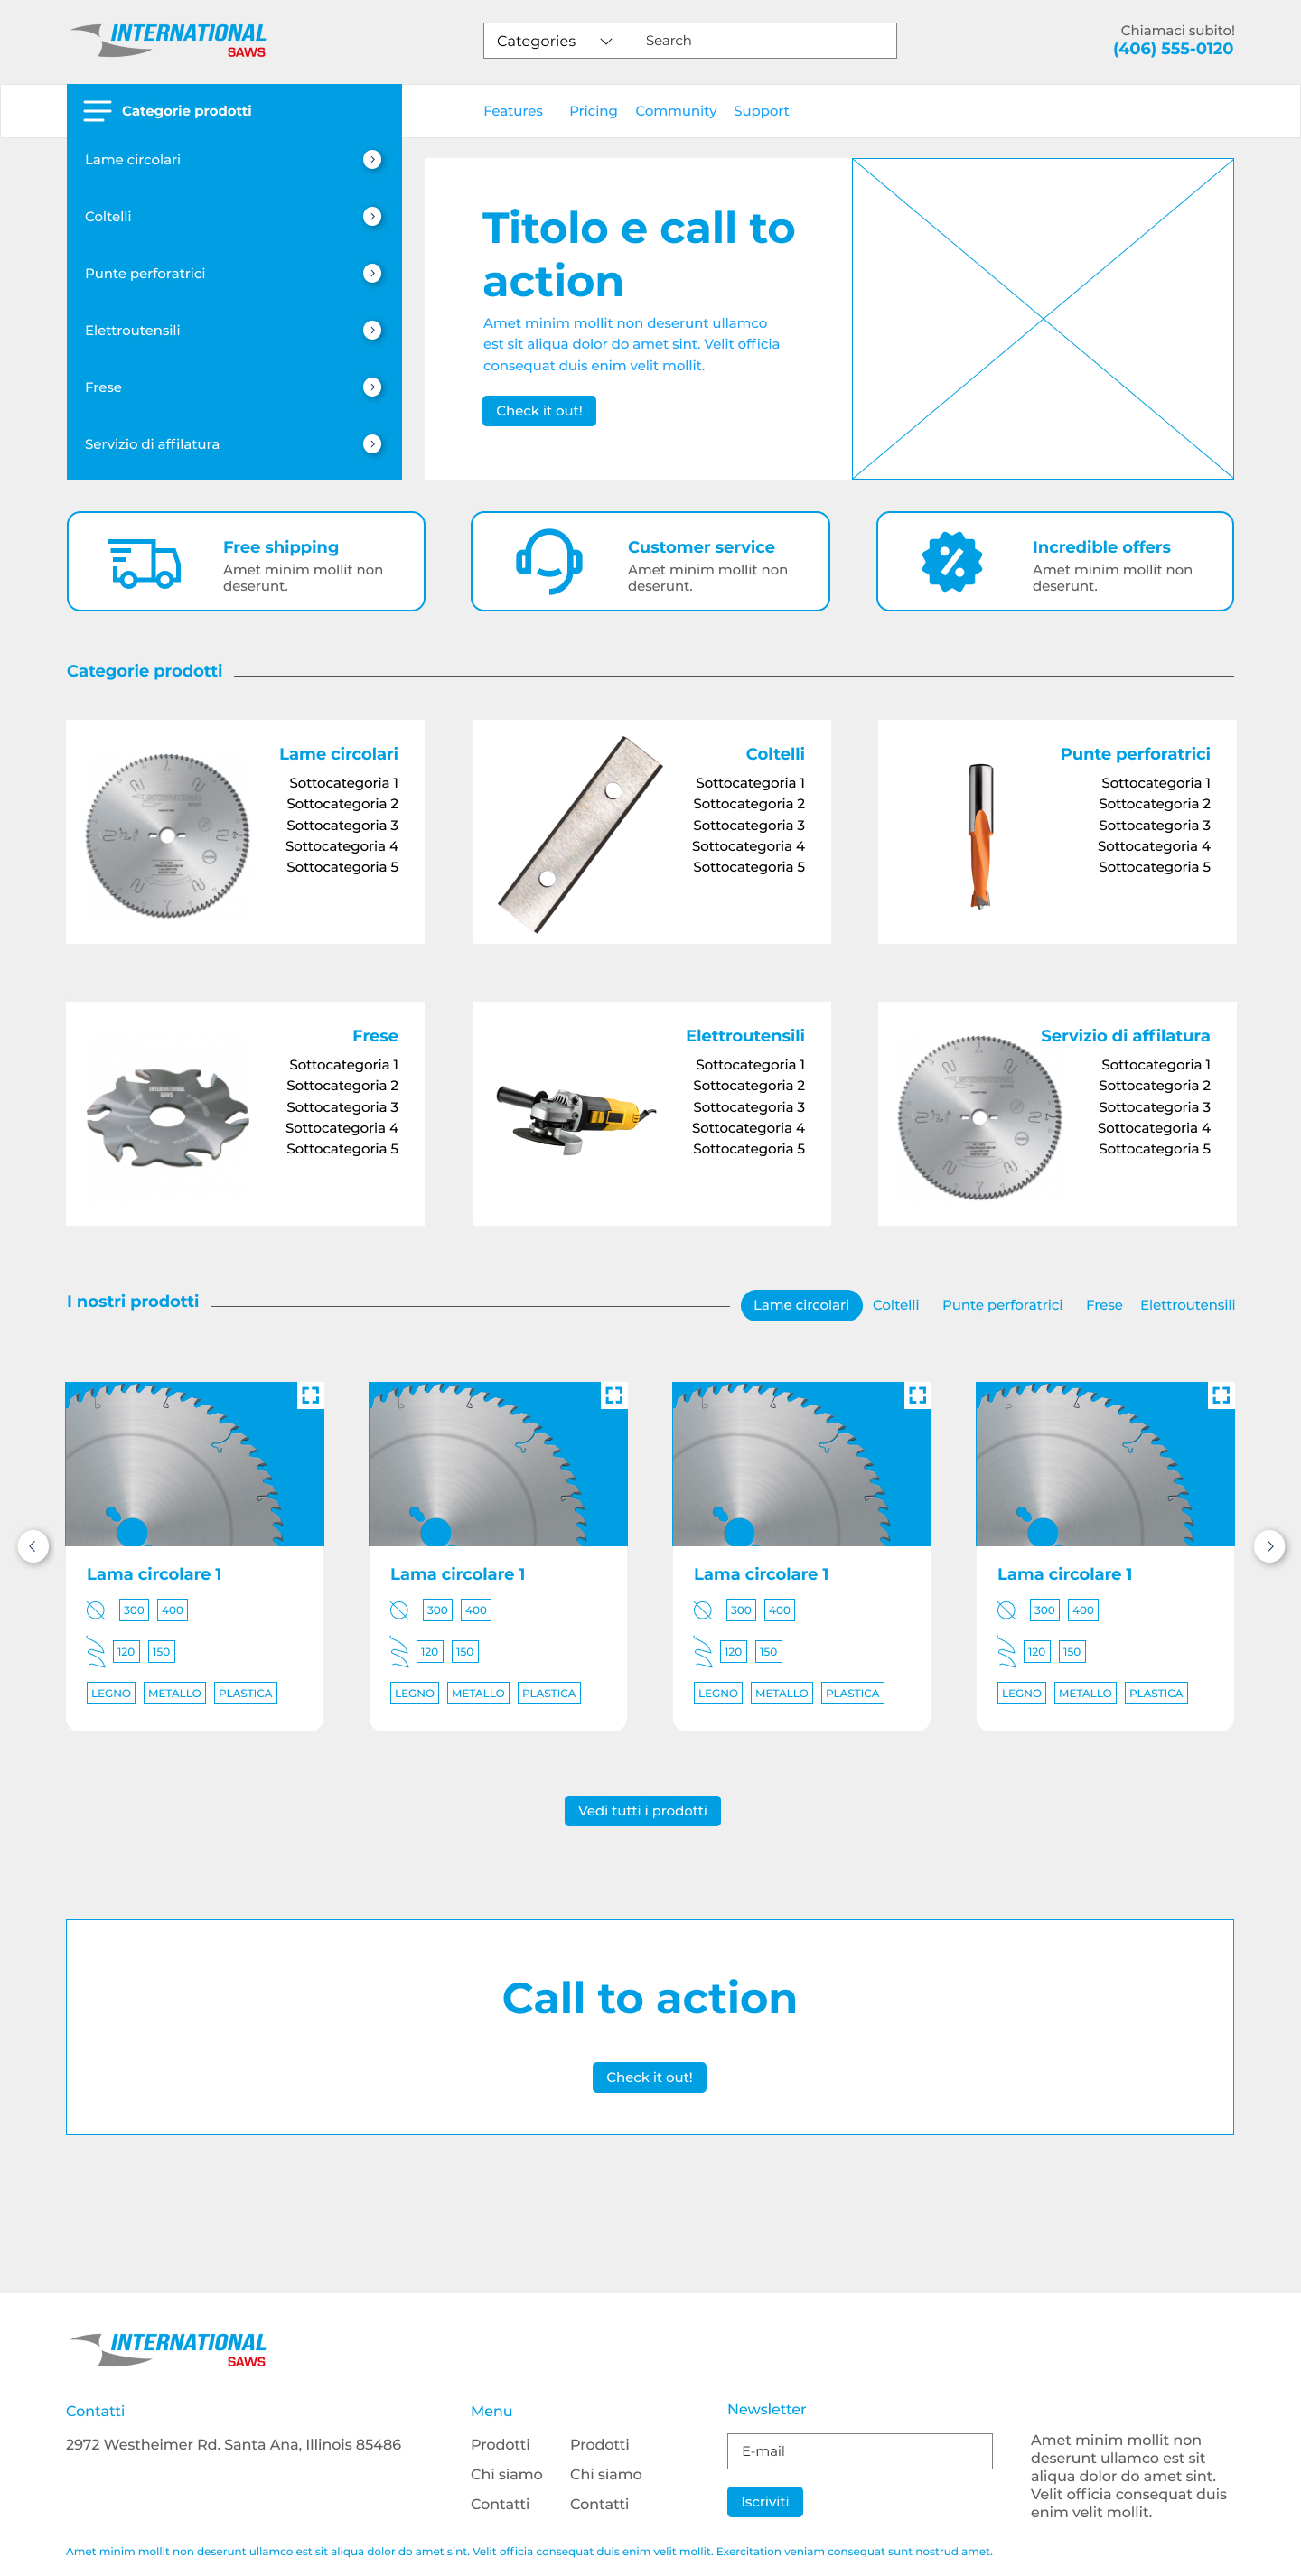 INTERNATIONAL
SAWS
Categories
Search
Chiamaci subito!
(406) 555-0120
Categorie prodotti
Features
Pricing
Community
Support
Lame circolari
Coltelli
Punte perforatrici
Elettroutensili
Frese
Servizio di affilatura
Titolo e call to
action
Amet minim mollit non deserunt ullamco
est sit aliqua dolor do amet sint. Velit officia
consequat duis enim velit mollit.
Check it out!
Free shipping
Amet minim mollit non
deserunt.
Customer service
Amet minim mollit non
deserunt.
Incredible offers
Amet minim mollit non
deserunt.
Categorie prodotti
Lame circolari
Sottocategoria 1
Sottocategoria 2
Sottocategoria 3
Sottocategoria 4
Sottocategoria 5
Coltelli
Sottocategoria 1
Sottocategoria 2
Sottocategoria 3
Sottocategoria 4
Sottocategoria 5
Punte perforatrici
Sottocategoria 1
Sottocategoria 2
Sottocategoria 3
Sottocategoria 4
Sottocategoria 5
Frese
Sottocategoria 1
Sottocategoria 2
Sottocategoria 3
Sottocategoria 4
Sottocategoria 5
INTERNATIONAL
SAWS
Elettroutensili
Sottocategoria 1
Sottocategoria 2
Sottocategoria 3
Sottocategoria 4
Sottocategoria 5
Servizio di affilatura
Sottocategoria 1
Sottocategoria 2
Sottocategoria 3
Sottocategoria 4
Sottocategoria 5
I nostri prodotti
Lame circolari
Coltelli
Punte perforatrici
Frese
Elettroutensili
Lama circolare 1
300 400
120 150
LEGNO METALLO PLASTICA
Lama circolare 1
300 400
120 150
LEGNO METALLO PLASTICA
Lama circolare 1
300 400
120 150
LEGNO METALLO PLASTICA
Lama circolare 1
300 400
120 150
LEGNO METALLO PLASTICA
Vedi tutti i prodotti
Call to action
Check it out!
INTERNATIONAL
SAWS
Contatti
2972 Westheimer Rd. Santa Ana, Illinois 85486
Menu
Prodotti
Chi siamo
Contatti
Prodotti
Chi siamo
Contatti
Newsletter
E-mail
Iscriviti
Amet minim mollit non
deserunt ullamco est sit
aliqua dolor do amet sint.
Velit officia consequat duis
enim velit mollit.
Amet minim mollit non deserunt ullamco est sit aliqua dolor do amet sint. Velit officia consequat duis enim velit mollit. Exercitation veniam consequat sunt nostrud amet.